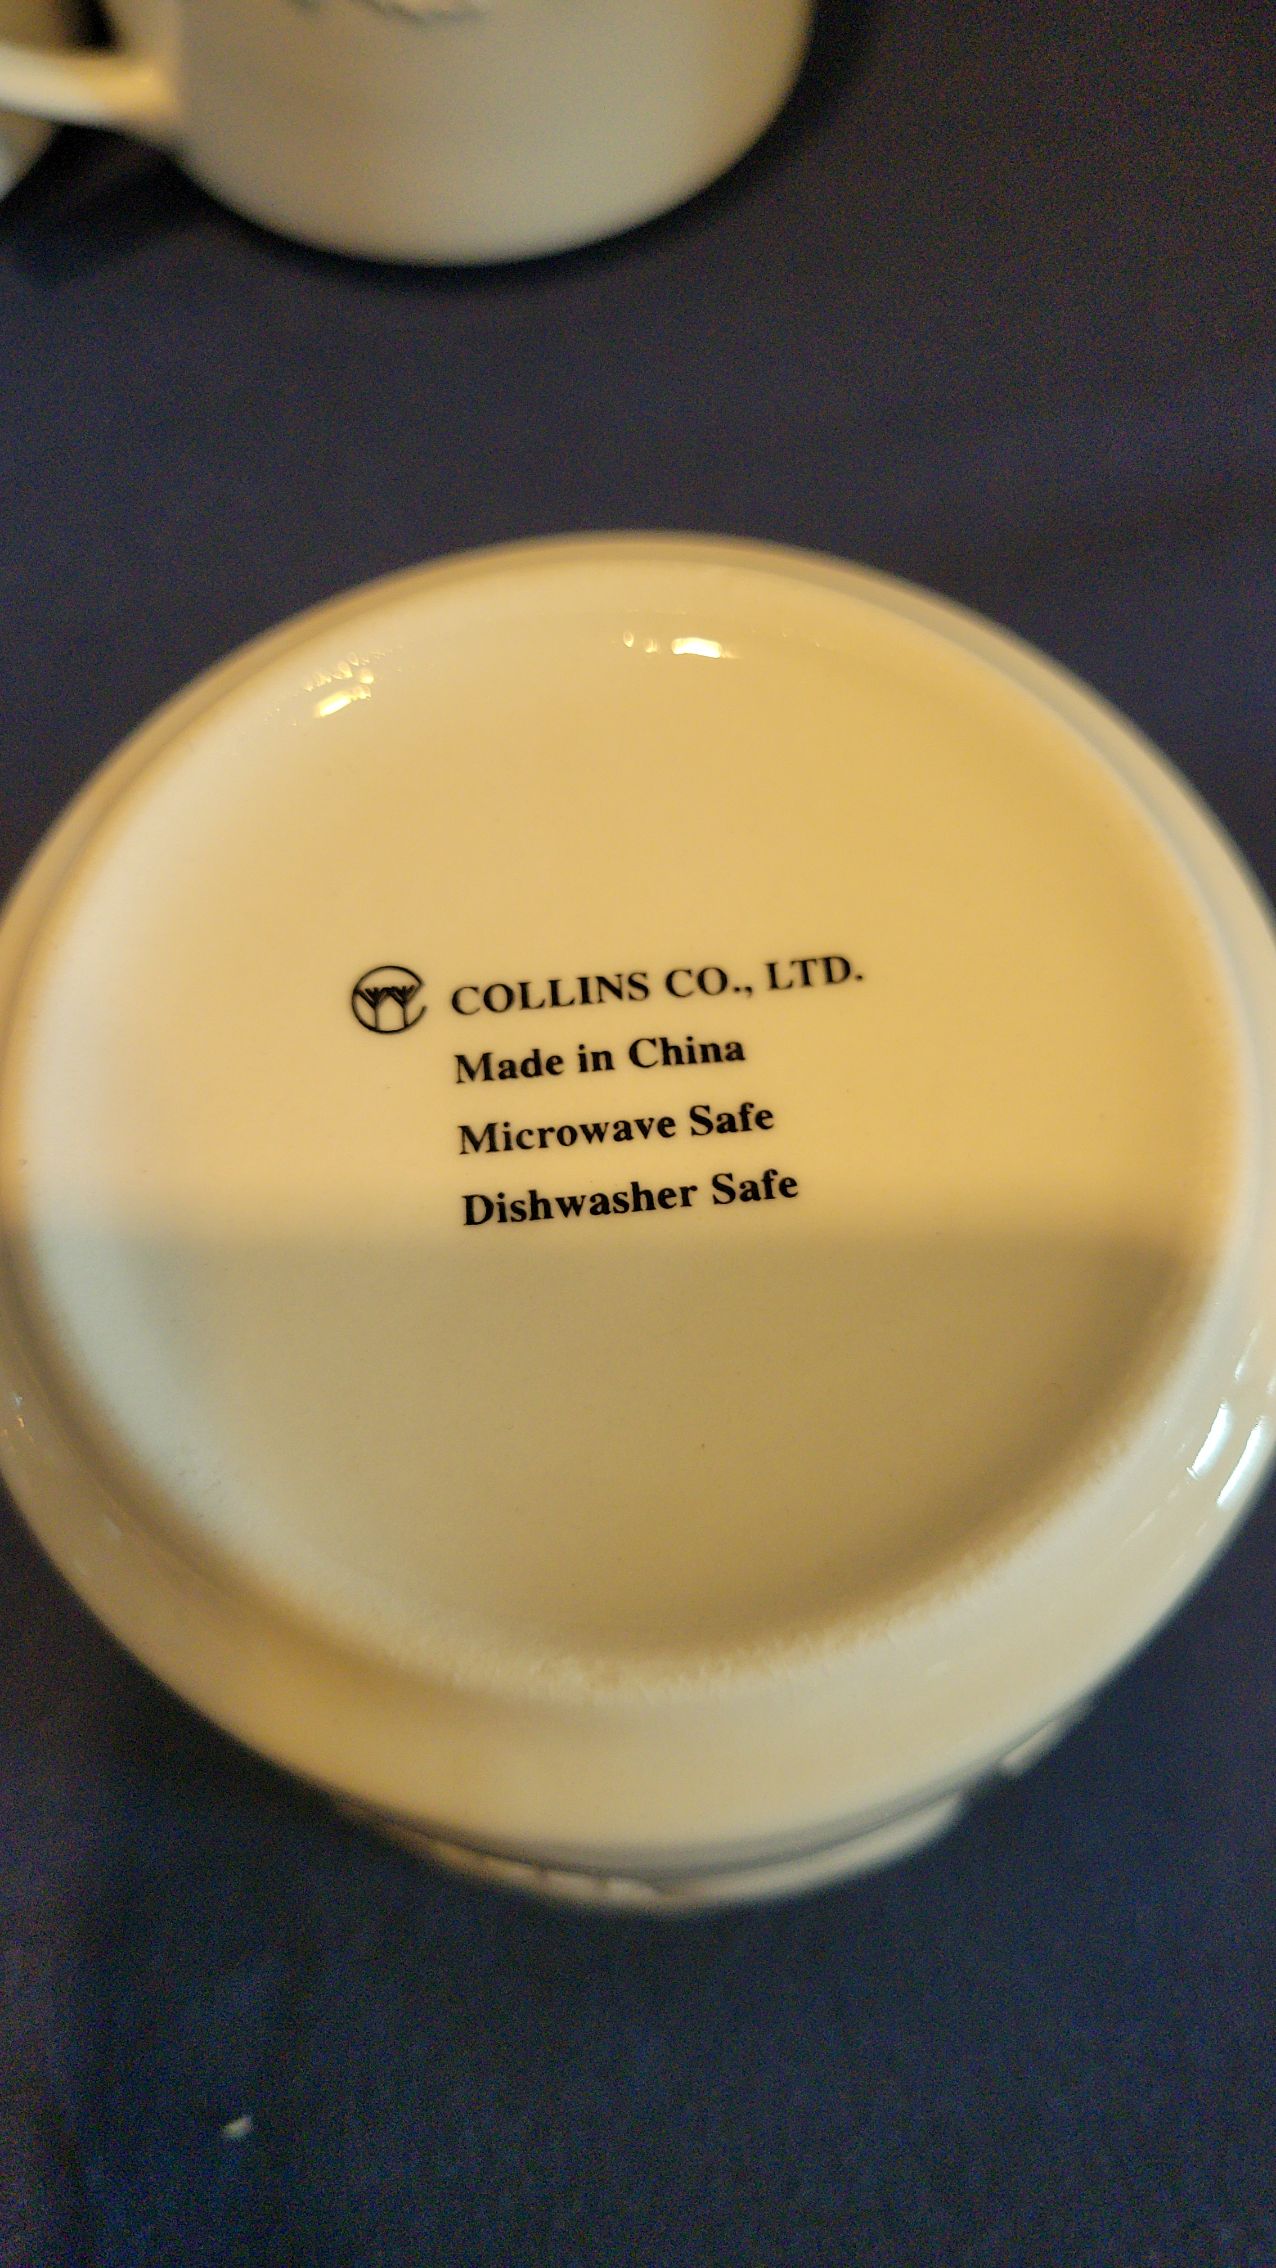 COLLINS CO., LTD.
Made in China
Microwave Safe
Dishwasher Safe